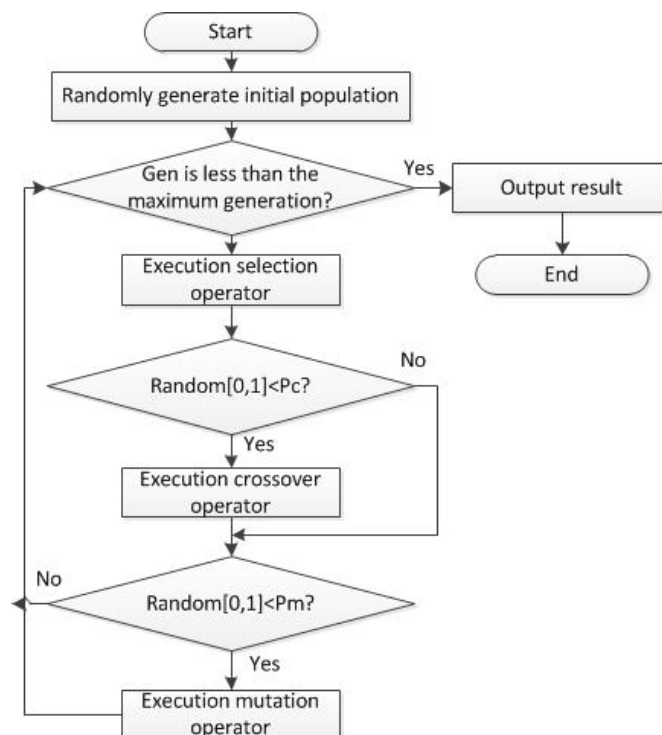 Start
Randomly generate initial population
Gen is less than the
maximum generation?
Yes
Output result
End
Execution selection
operator
Random[0,1]<Pc?
No
Yes
Execution crossover
operator
Random[0,1]<Pm?
No
Yes
Execution mutation
operator